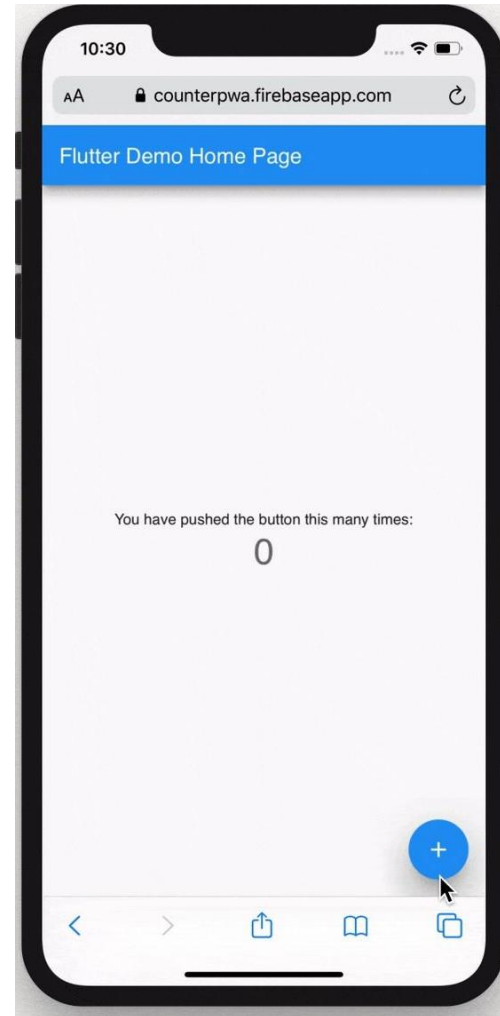 10:30
AA counterpwa.firebaseapp.com
Flutter Demo Home Page
You have pushed the button this many times:
0
+